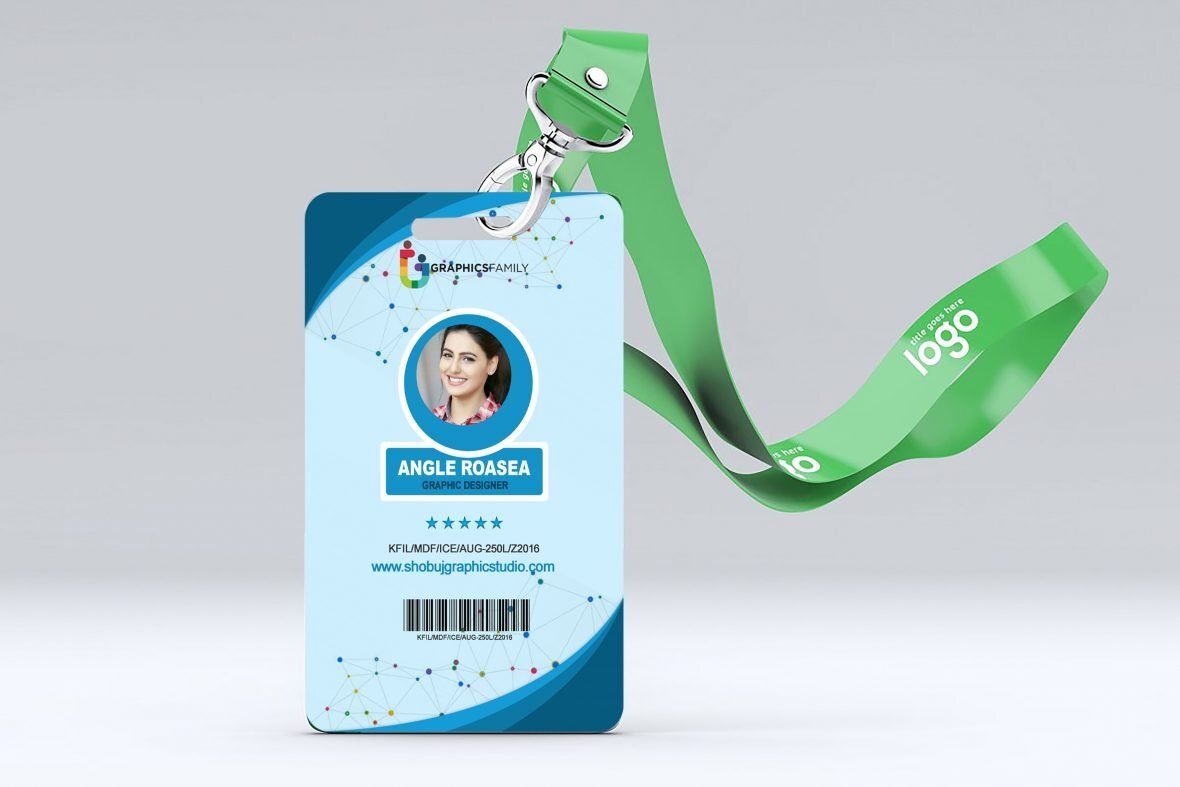 GRAPHICSFAMILY
ANGLE ROASEA
GRAPHIC DESIGNER
KFIL/MDF/ICE/AUG-250L/Z2016
www.shobujgraphicstudio.com
KFIL/MDF/ICE/AUG-250L/Z2016
title goes here
logo